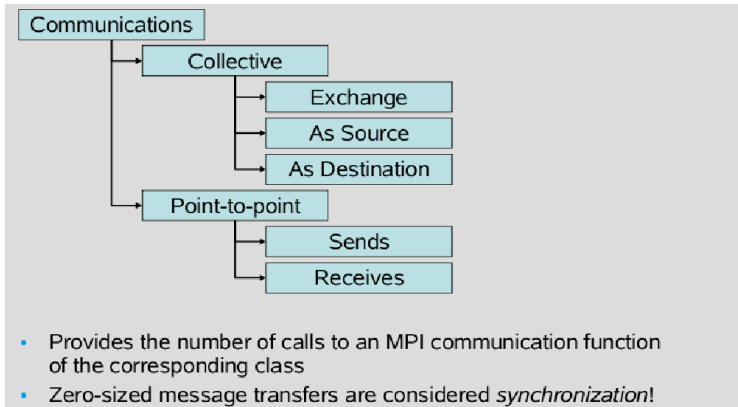 Communications
Collective
Exchange
As Source
As Destination
Point-to-point
Sends
Receives
• Provides the number of calls to an MPI communication function
of the corresponding class
• Zero-sized message transfers are considered synchronization!